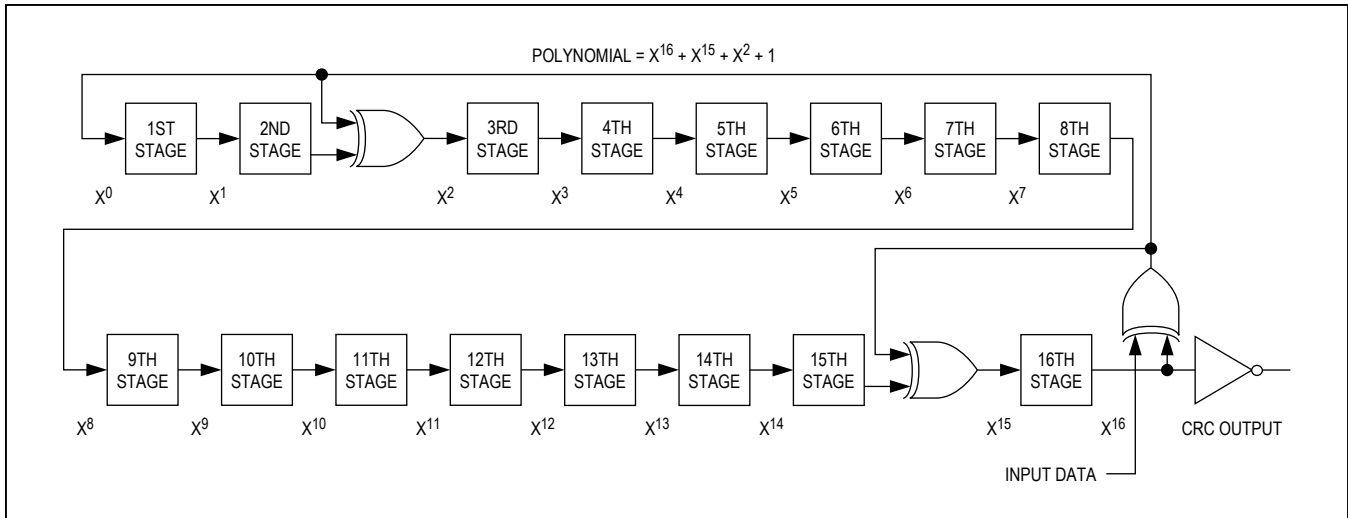 POLYNOMIAL = X¹⁶ + X¹⁵ + X² + 1
1ST STAGE
2ND STAGE
3RD STAGE
4TH STAGE
5TH STAGE
6TH STAGE
7TH STAGE
8TH STAGE
X⁰
X¹
X²
X³
X⁴
X⁵
X⁶
X⁷
9TH STAGE
10TH STAGE
11TH STAGE
12TH STAGE
13TH STAGE
14TH STAGE
15TH STAGE
16TH STAGE
X⁸
X⁹
X¹⁰
X¹¹
X¹²
X¹³
X¹⁴
X¹⁵
X¹⁶
CRC OUTPUT
INPUT DATA